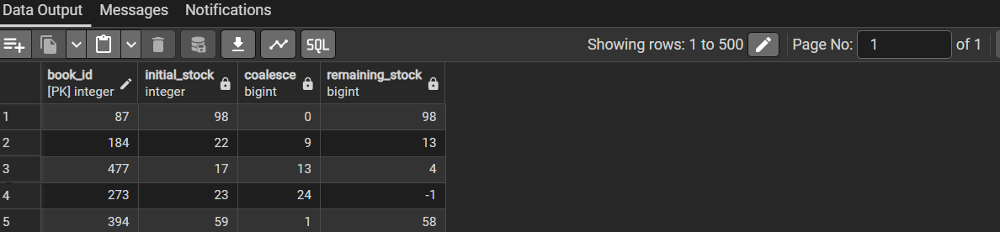 Data Output Messages Notifications
SQL Showing rows: 1 to 500 Page No: 1 of 1
book_id initial_stock coalesce remaining_stock
[PK] integer integer bigint bigint
1 87 98 0 98
2 184 22 9 13
3 477 17 13 4
4 273 23 24 -1
5 394 59 1 58